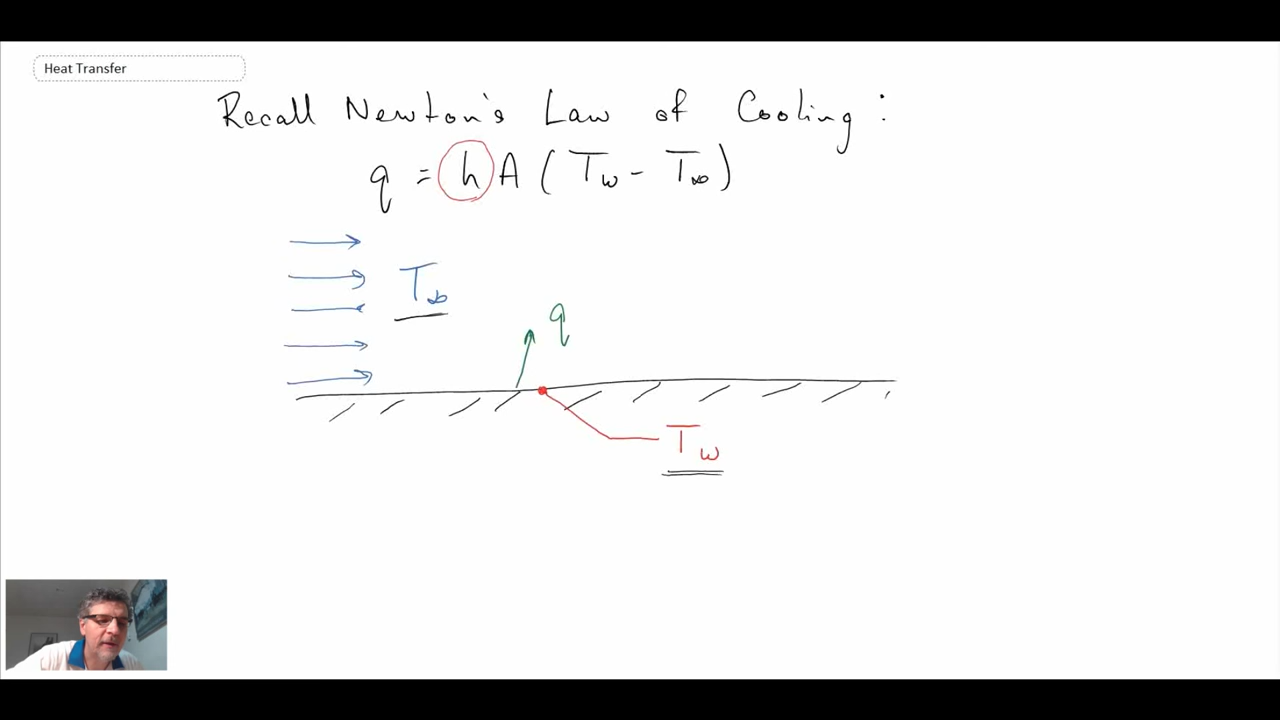 Heat Transfer
Recall Newton's Law of Cooling:
q = h A ( T_w - T_∞ )
T_∞
q
T_w